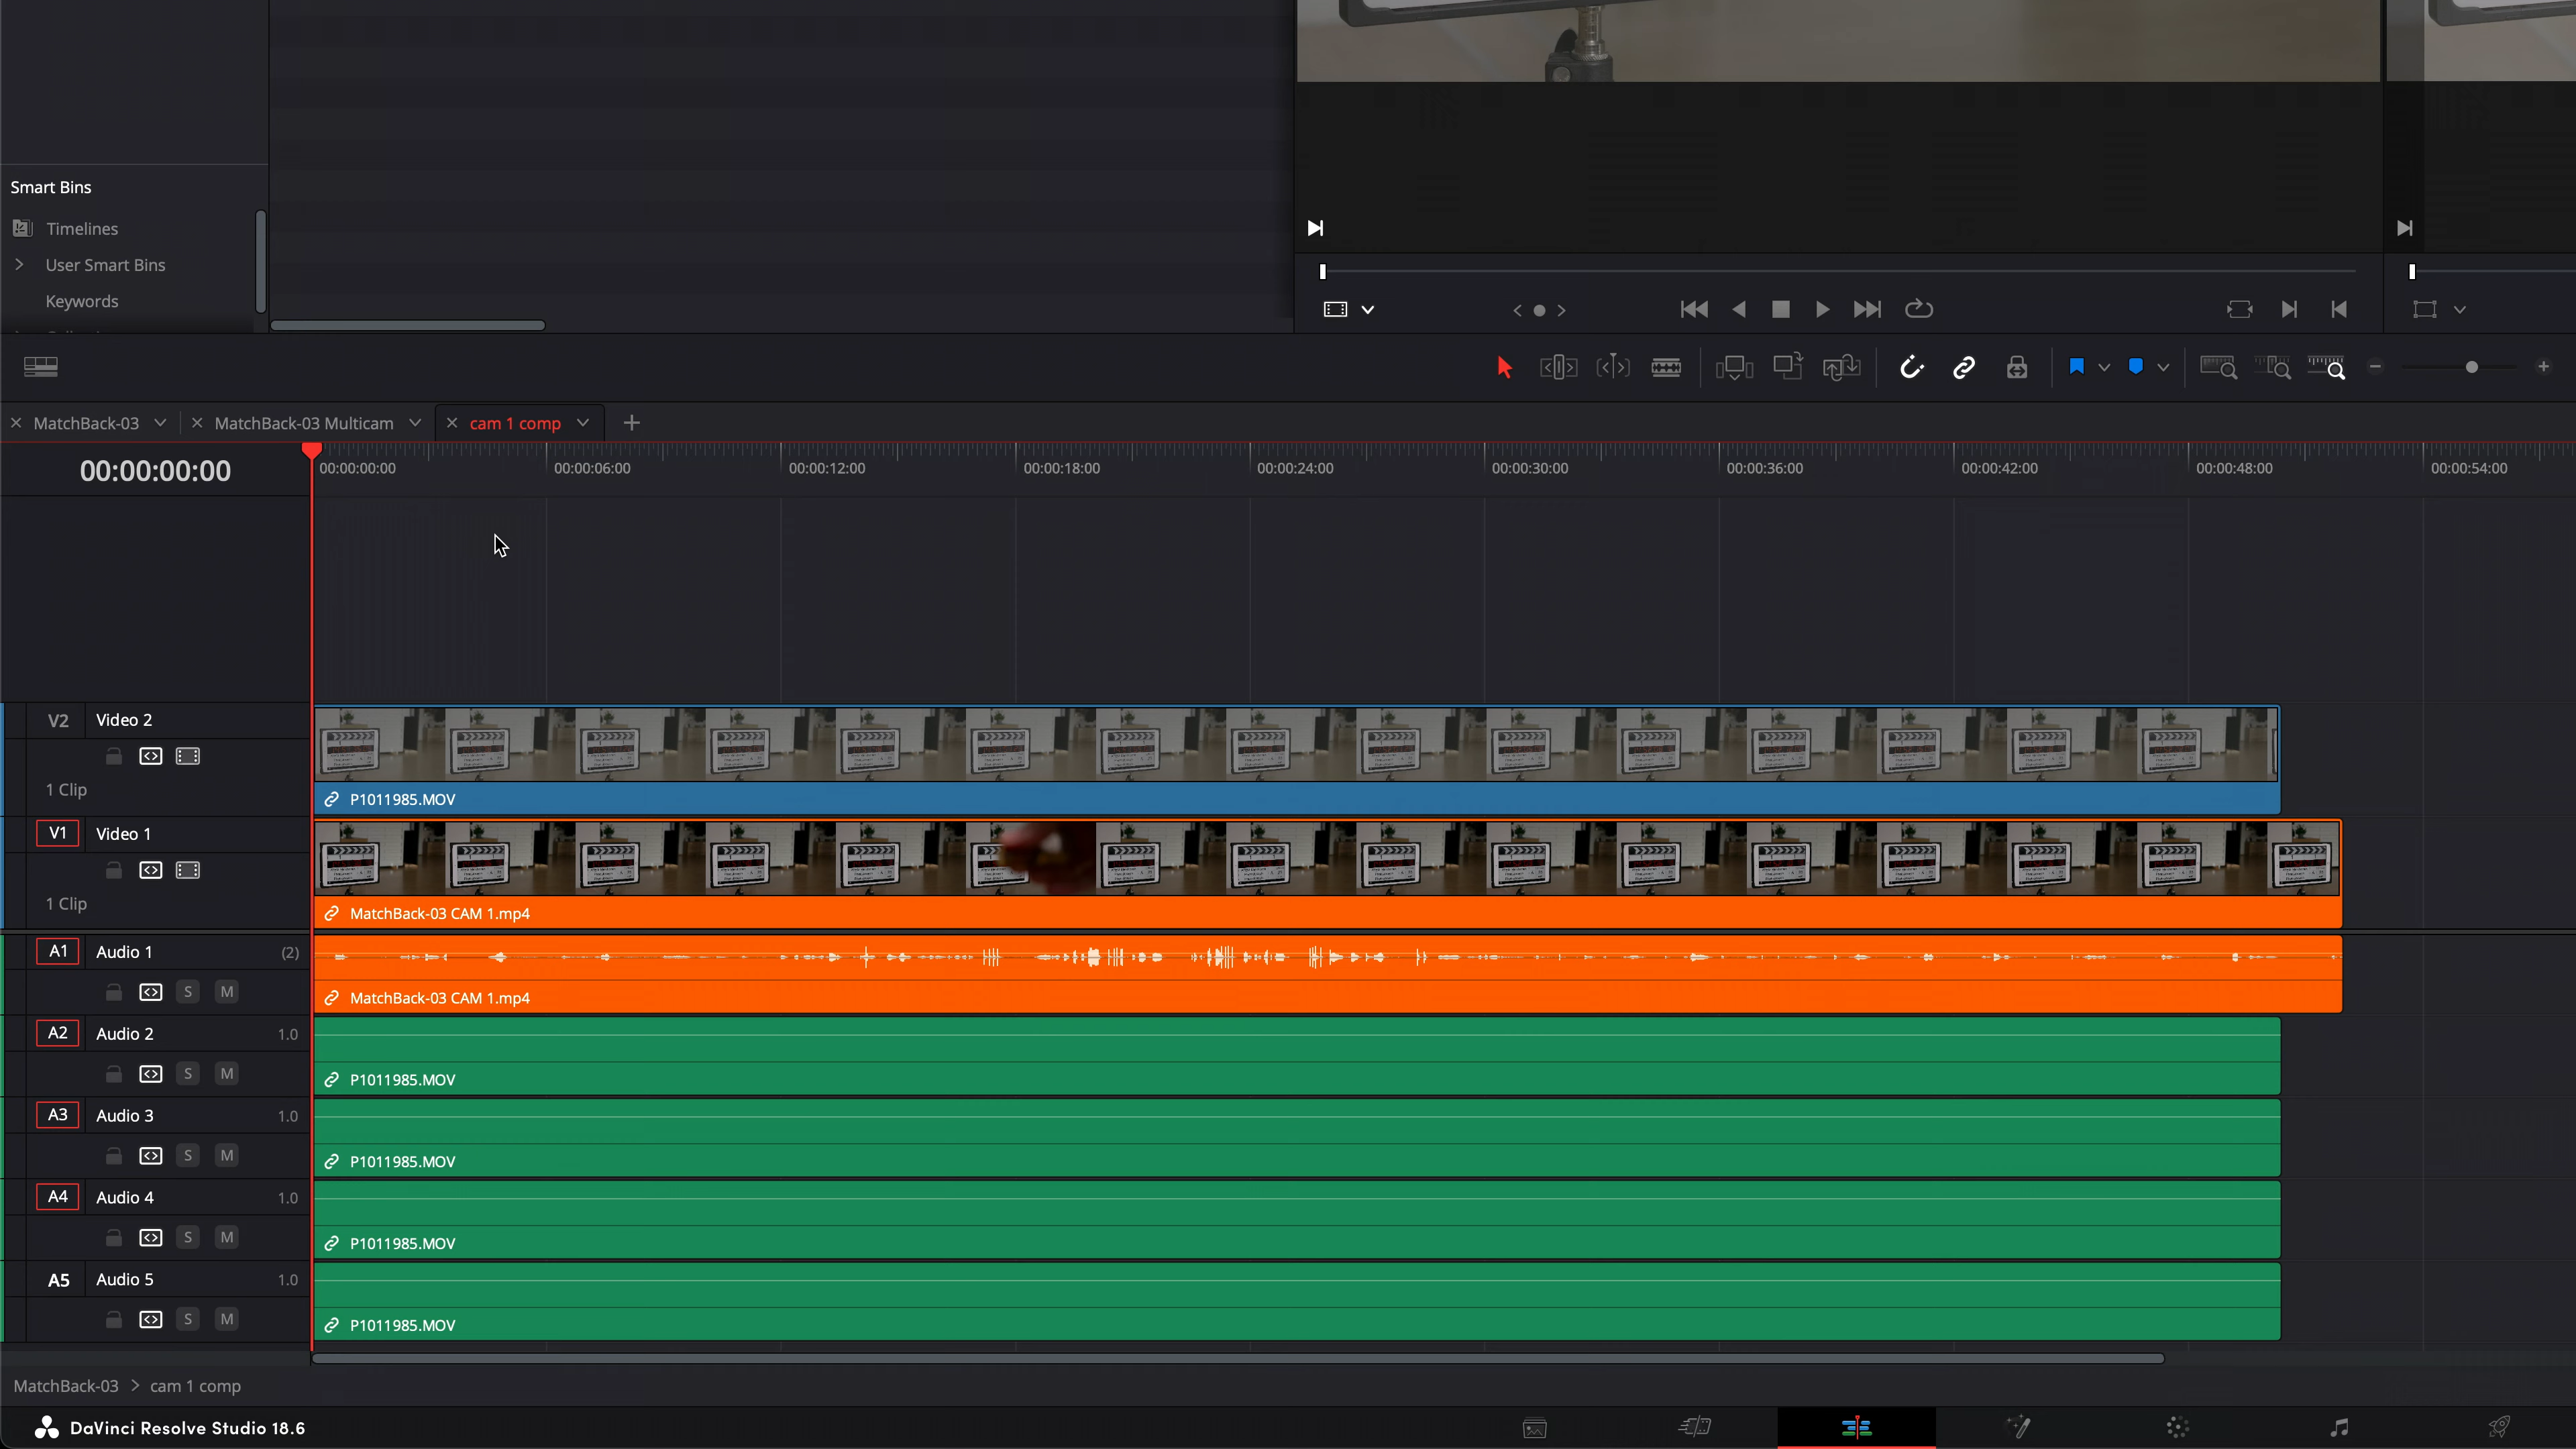 Smart Bins
Timelines
User Smart Bins
Keywords
MatchBack-03
MatchBack-03 Multicam
cam 1 comp
00:00:00:00
00:00:00:00
00:00:06:00
00:00:12:00
00:00:18:00
00:00:24:00
00:00:30:00
00:00:36:00
00:00:42:00
00:00:48:00
00:00:54:00
V2 Video 2
1 Clip
P1011985.MOV
V1 Video 1
1 Clip
MatchBack-03 CAM 1.mp4
A1 Audio 1 (2)
S M
MatchBack-03 CAM 1.mp4
A2 Audio 2 1.0
S M
P1011985.MOV
A3 Audio 3 1.0
S M
P1011985.MOV
A4 Audio 4 1.0
S M
P1011985.MOV
A5 Audio 5 1.0
S M
P1011985.MOV
MatchBack-03 > cam 1 comp
DaVinci Resolve Studio 18.6